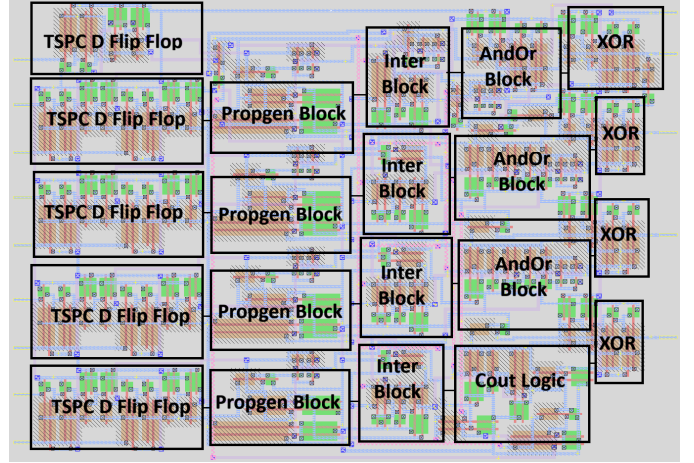 TSPC D Flip Flop
Inter
Block
AndOr
Block
XOR
TSPC D Flip Flop
Propgen Block
Inter
Block
AndOr
Block
XOR
TSPC D Flip Flop
Propgen Block
Inter
Block
AndOr
Block
XOR
TSPC D Flip Flop
Propgen Block
Inter
Block
Cout Logic
XOR
TSPC D Flip Flop
Propgen Block